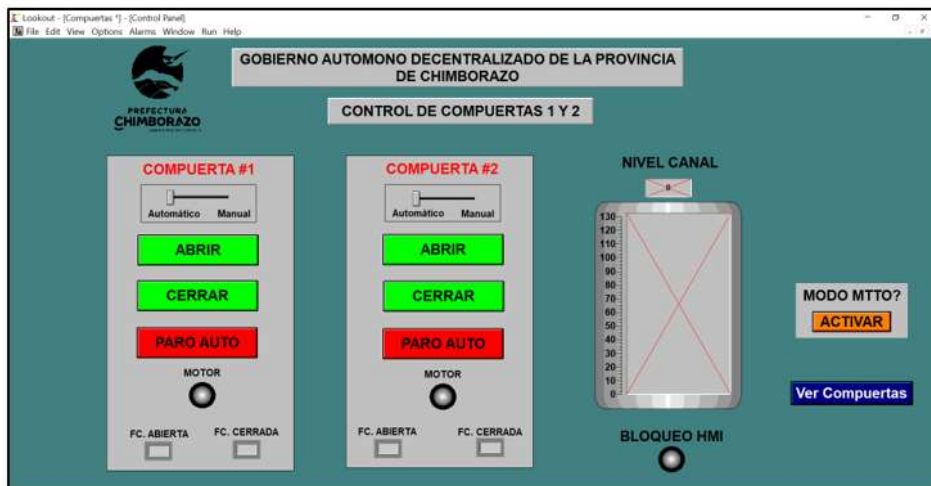 Lookout - [Compuertas *] - [Control Panel]
File Edit View Options Alarms Window Run Help
GOBIERNO AUTOMONO DECENTRALIZADO DE LA PROVINCIA
DE CHIMBORAZO
PREFECTURA
CHIMBORAZO
CONTROL DE COMPUERTAS 1 Y 2
COMPUERTA #1
Automático Manual
ABRIR
CERRAR
PARO AUTO
MOTOR
FC. ABIERTA FC. CERRADA
COMPUERTA #2
Automático Manual
ABRIR
CERRAR
PARO AUTO
MOTOR
FC. ABIERTA FC. CERRADA
NIVEL CANAL
0
130
120
110
100
90
80
70
60
50
40
30
20
10
0
BLOQUEO HMI
MODO MTTO?
ACTIVAR
Ver Compuertas